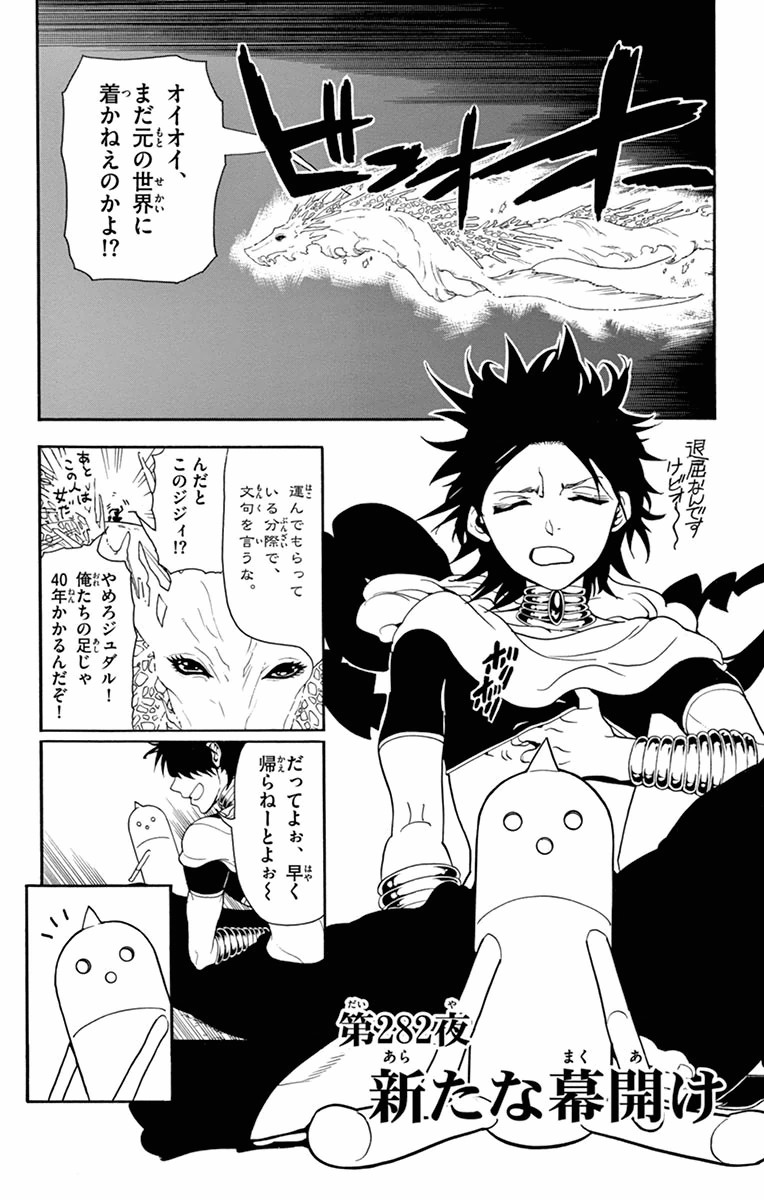 オイオイ、
まだ元の世界に
着かねえのかよ!?
ビュオオオ
退屈なんです
けどォ〜
ボリ
ボリ
運んでもらって
いる分際で、
文句を言うな。
んだと
このジジィ!?
あと
この人
女だ
やめろジュダル!
俺たちの足じゃ
40年かかるんだぞ!
だってよぉ、早く
帰らねーとよぉ〜
第282夜
新たな幕開け